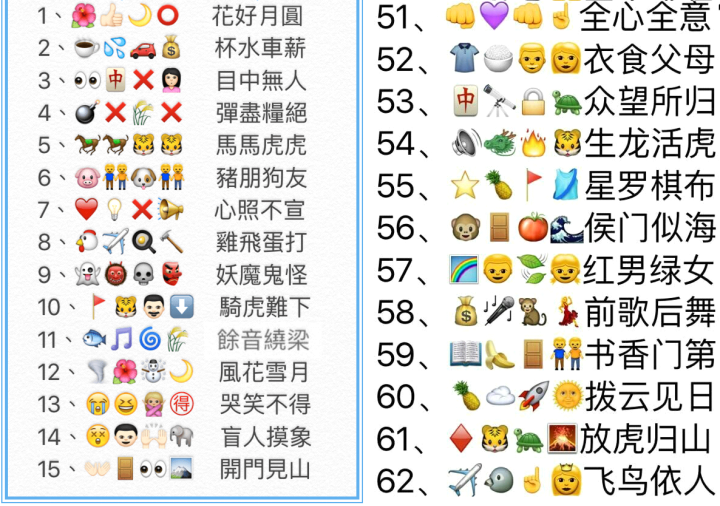 1、🌺👍🏻🌙⭕ 花好月圓
2、☕💦🚗💰 杯水車薪
3、👀🀄❌👩🏻 目中無人
4、💣❌🌾❌ 彈盡糧絕
5、🐎🐎🐯🐯 馬馬虎虎
6、🐷👬🐶👬 豬朋狗友
7、❤️💡❌📢 心照不宣
8、🐔✈️🍳🔨 雞飛蛋打
9、👻👹💀👺 妖魔鬼怪
10、🚩🐯👨🏻⬇️ 騎虎難下
11、🐟🎵🌀🌾 餘音繞梁
12、🌪️🌺☃️🌙 風花雪月
13、😭😆🙅🏼🉐 哭笑不得
14、😵👨🏻🙌🏻🐘 盲人摸象
15、👐🏻🚪👀🗻 開門見山
51、👊💜👊☝️全心全意
52、👕🍚👨👩衣食父母
53、🀄🔭🔒🐢众望所归
54、🔊🐲🔥🐯生龙活虎
55、⭐🍍🚩🎽星罗棋布
56、🐵🚪🍅🌊侯门似海
57、🌈👨🍃👧红男绿女
58、💰🎤🐒💃前歌后舞
59、📖🍌🚪👬书香门第
60、🍍☁️🚀🌞拨云见日
61、♦️🐯🐢🌋放虎归山
62、✈️🐦☝️👸飞鸟依人